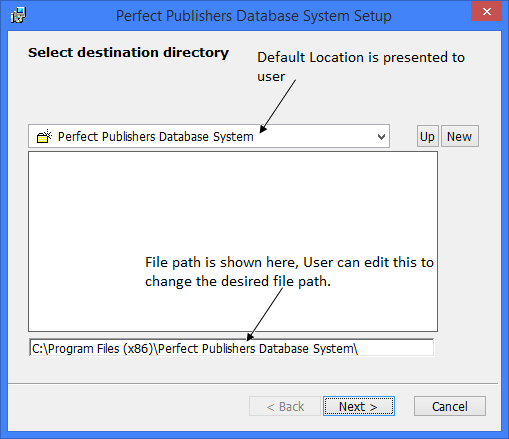 Perfect Publishers Database System Setup
Select destination directory
Default Location is presented to
user
Perfect Publishers Database System
Up
New
File path is shown here, User can edit this to
change the desired file path.
C:\Program Files (x86)\Perfect Publishers Database System\
< Back
Next >
Cancel